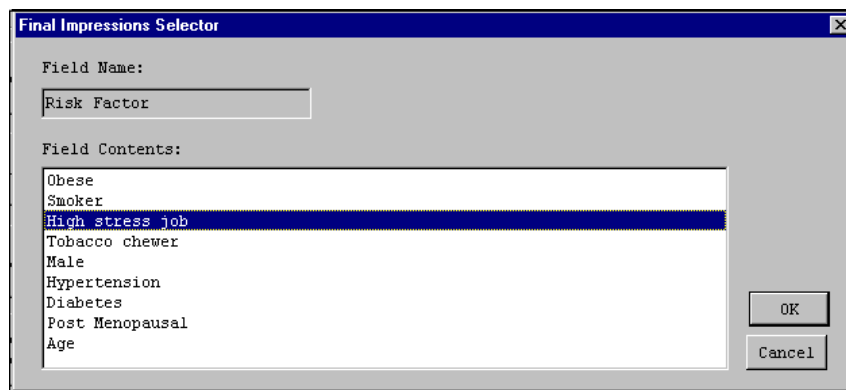 Final Impressions Selector
Field Name:
Risk Factor
Field Contents:
Obese
Smoker
High stress job
Tobacco chewer
Male
Hypertension
Diabetes
Post Menopausal
Age
OK
Cancel